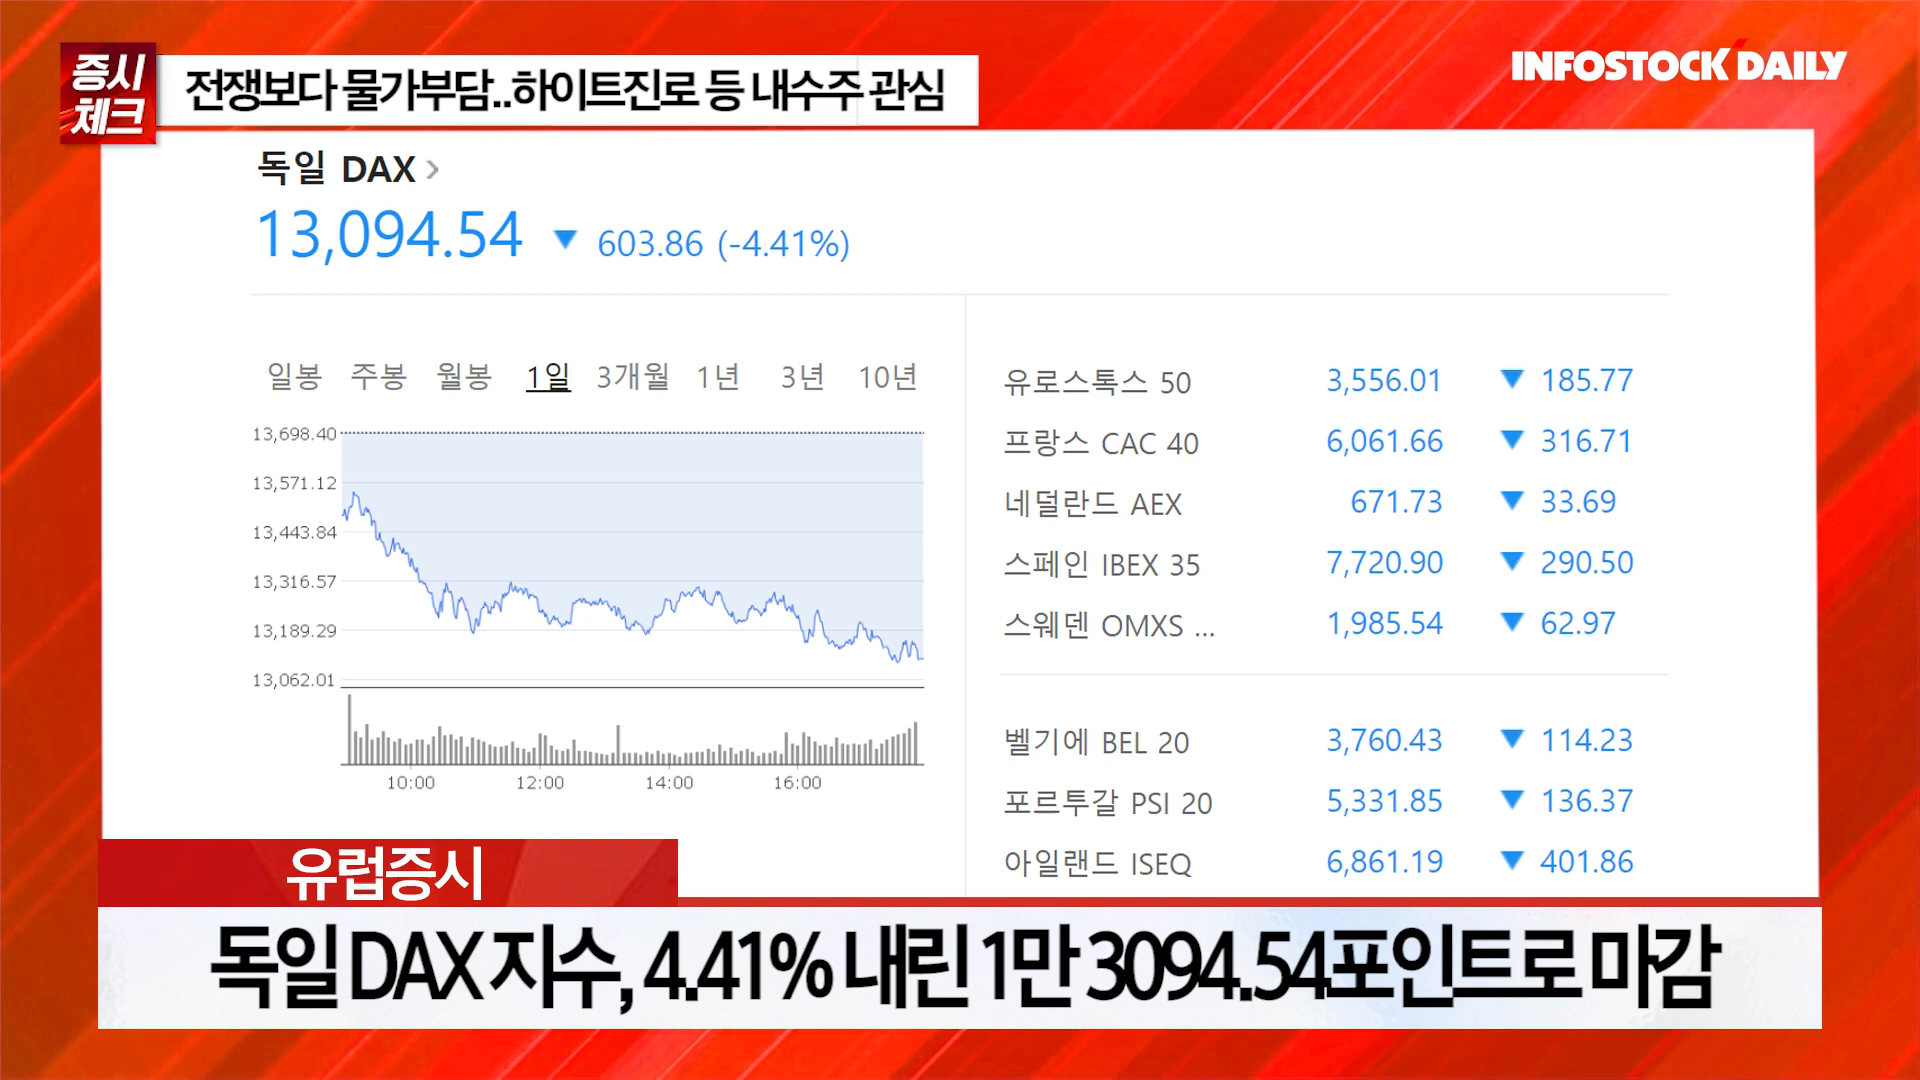 증시
체크
전쟁보다 물가부담..하이트진로 등 내수주 관심
INFOSTOCK DAILY
독일 DAX >
13,094.54 ▼ 603.86 (-4.41%)
일봉 주봉 월봉 1일 3개월 1년 3년 10년
13,698.40
13,571.12
13,443.84
13,316.57
13,189.29
13,062.01
10:00 12:00 14:00 16:00
유로스톡스 50 3,556.01 ▼ 185.77
프랑스 CAC 40 6,061.66 ▼ 316.71
네덜란드 AEX 671.73 ▼ 33.69
스페인 IBEX 35 7,720.90 ▼ 290.50
스웨덴 OMXS ... 1,985.54 ▼ 62.97
벨기에 BEL 20 3,760.43 ▼ 114.23
포르투갈 PSI 20 5,331.85 ▼ 136.37
아일랜드 ISEQ 6,861.19 ▼ 401.86
유럽증시
독일 DAX 지수, 4.41% 내린 1만 3094.54포인트로 마감